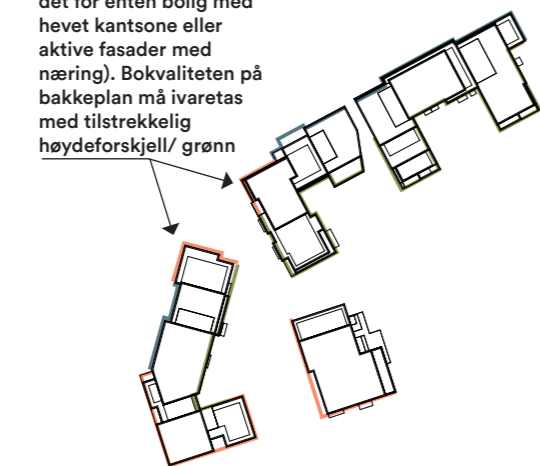 det for enten bolig med
hevet kantsone eller
aktive fasader med
næring). Bokvaliteten på
bakkeplan må ivaretas
med tilstrekkelig
høydeforskjell/ grønn